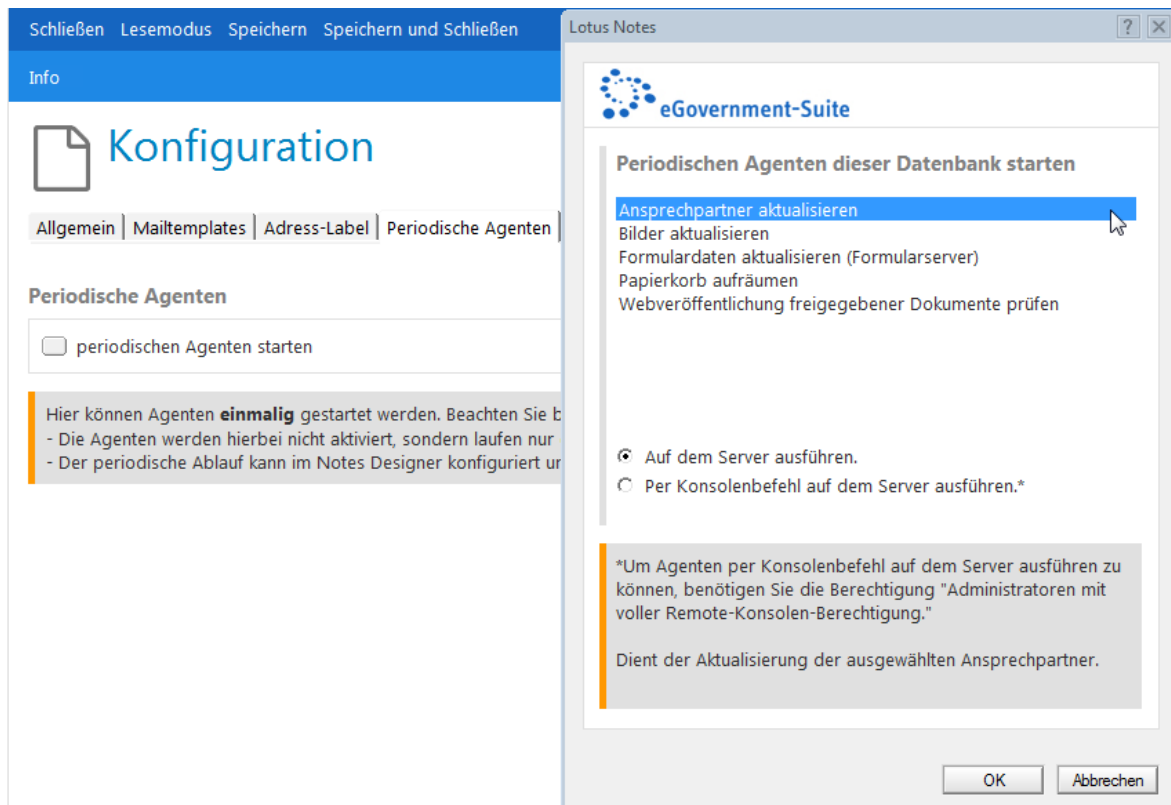 Schließen Lesemodus Speichern Speichern und Schließen
Info
Konfiguration
Allgemein | Mailtemplates | Adress-Label | Periodische Agenten
Periodische Agenten
periodischen Agenten starten
Hier können Agenten einmalig gestartet werden. Beachten Sie
- Die Agenten werden hierbei nicht aktiviert, sondern laufen nur
- Der periodische Ablauf kann im Notes Designer konfiguriert
Lotus Notes
eGovernment-Suite
Periodischen Agenten dieser Datenbank starten
Ansprechpartner aktualisieren
Bilder aktualisieren
Formulardaten aktualisieren (Formularserver)
Papierkorb aufräumen
Webveröffentlichung freigegebener Dokumente prüfen
Auf dem Server ausführen.
Per Konsolenbefehl auf dem Server ausführen.*
*Um Agenten per Konsolenbefehl auf dem Server ausführen zu
können, benötigen Sie die Berechtigung "Administratoren mit
voller Remote-Konsolen-Berechtigung."
Dient der Aktualisierung der ausgewählten Ansprechpartner.
OK Abbrechen